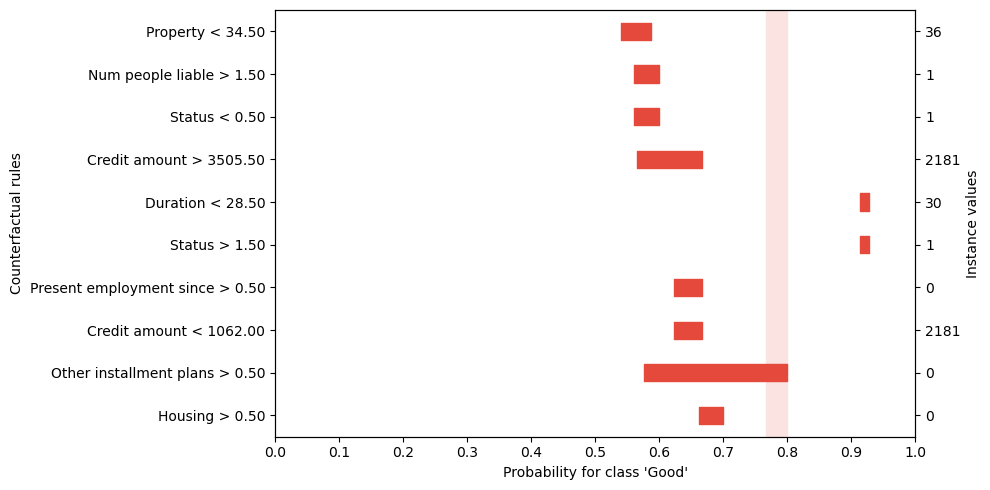 Counterfactual rules
Property < 34.50 36
Num people liable > 1.50 1
Status < 0.50 1
Credit amount > 3505.50 2181
Duration < 28.50 30
Status > 1.50 1
Present employment since > 0.50 0
Credit amount < 1062.00 2181
Other installment plans > 0.50 0
Housing > 0.50 0
Instance values
0.0 0.1 0.2 0.3 0.4 0.5 0.6 0.7 0.8 0.9 1.0
Probability for class 'Good'